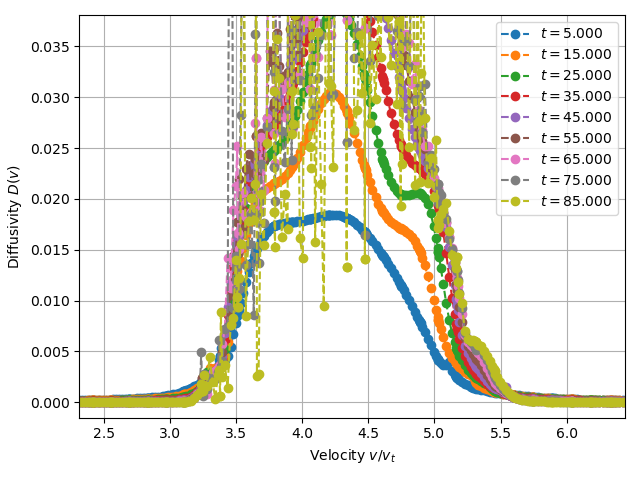 0.035
0.030
0.025
0.020
0.015
0.010
0.005
0.000
Diffusivity D(v)
2.5 3.0 3.5 4.0 4.5 5.0 5.5 6.0
Velocity v/v_t
t = 5.000
t = 15.000
t = 25.000
t = 35.000
t = 45.000
t = 55.000
t = 65.000
t = 75.000
t = 85.000